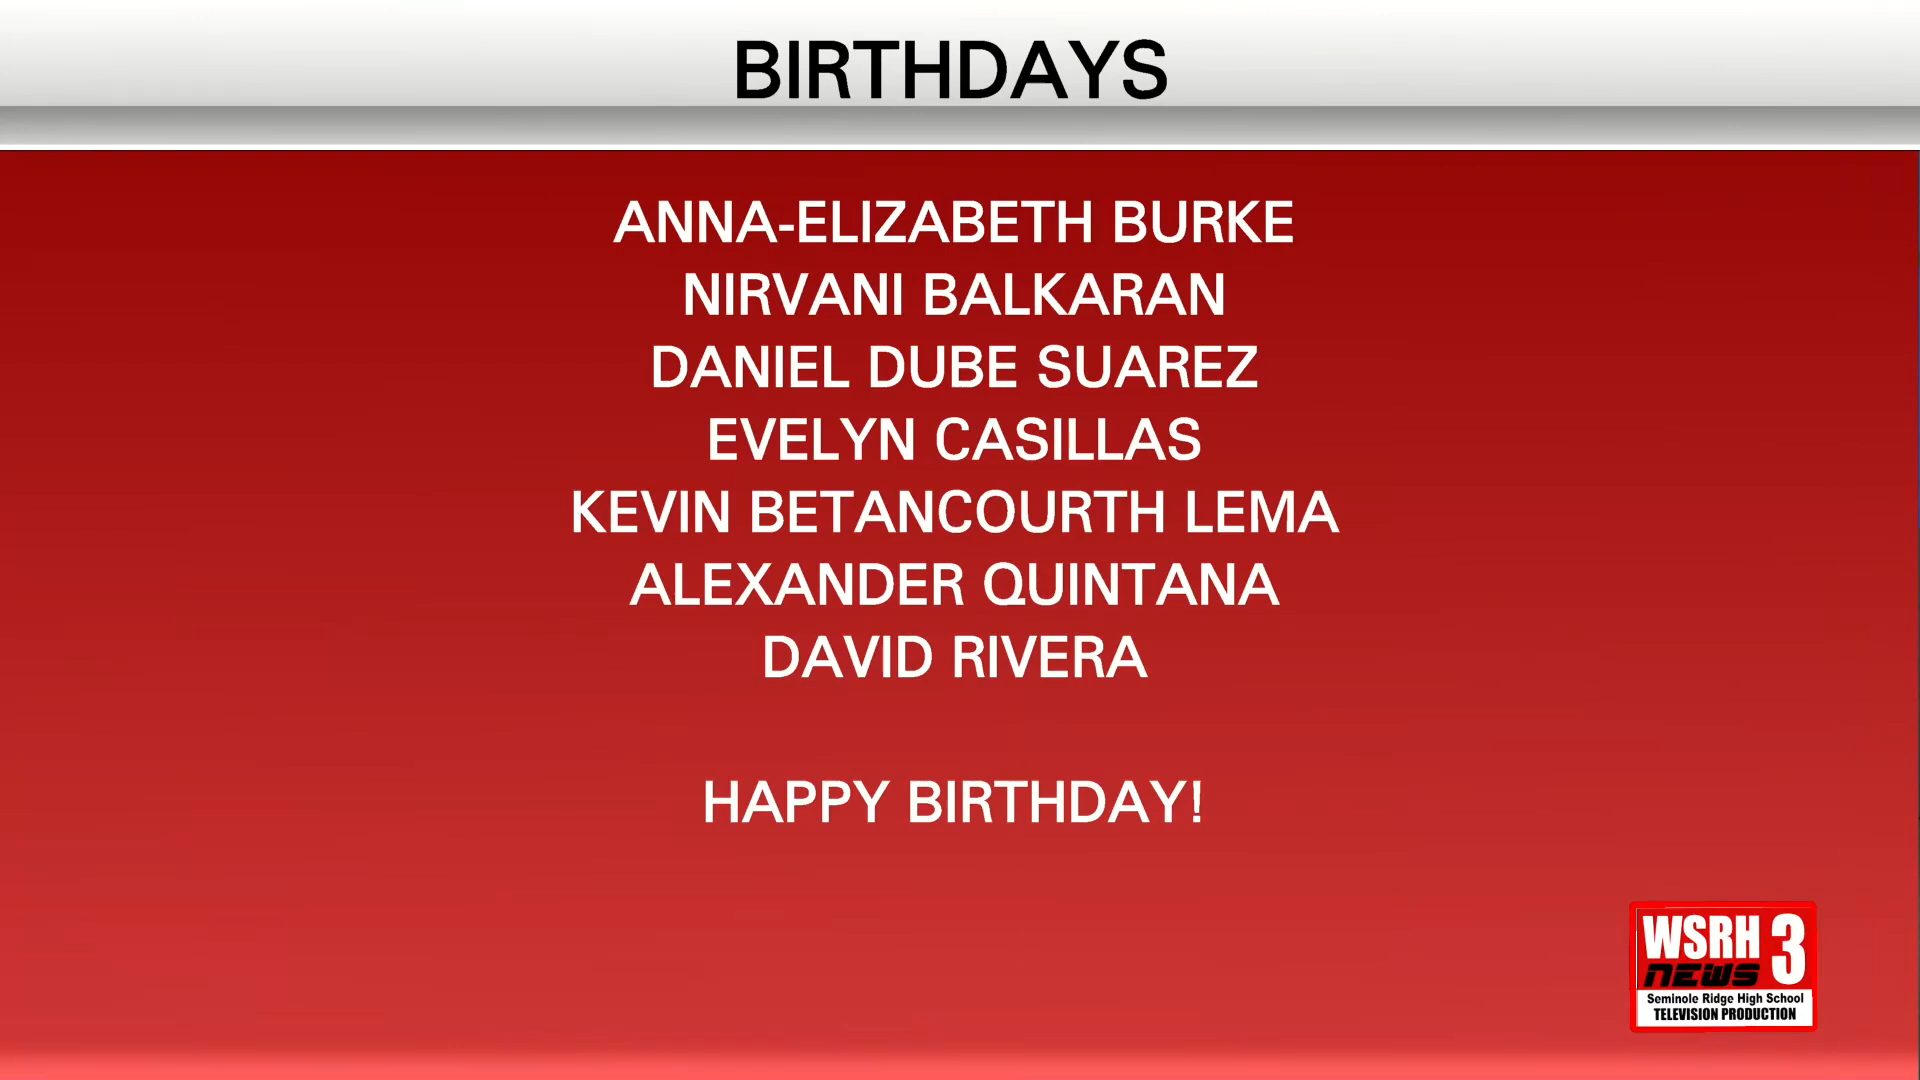 BIRTHDAYS
ANNA-ELIZABETH BURKE
NIRVANI BALKARAN
DANIEL DUBE SUAREZ
EVELYN CASILLAS
KEVIN BETANCOURTH LEMA
ALEXANDER QUINTANA
DAVID RIVERA
HAPPY BIRTHDAY!
WSRH 3
NEWS
Seminole Ridge High School
TELEVISION PRODUCTION